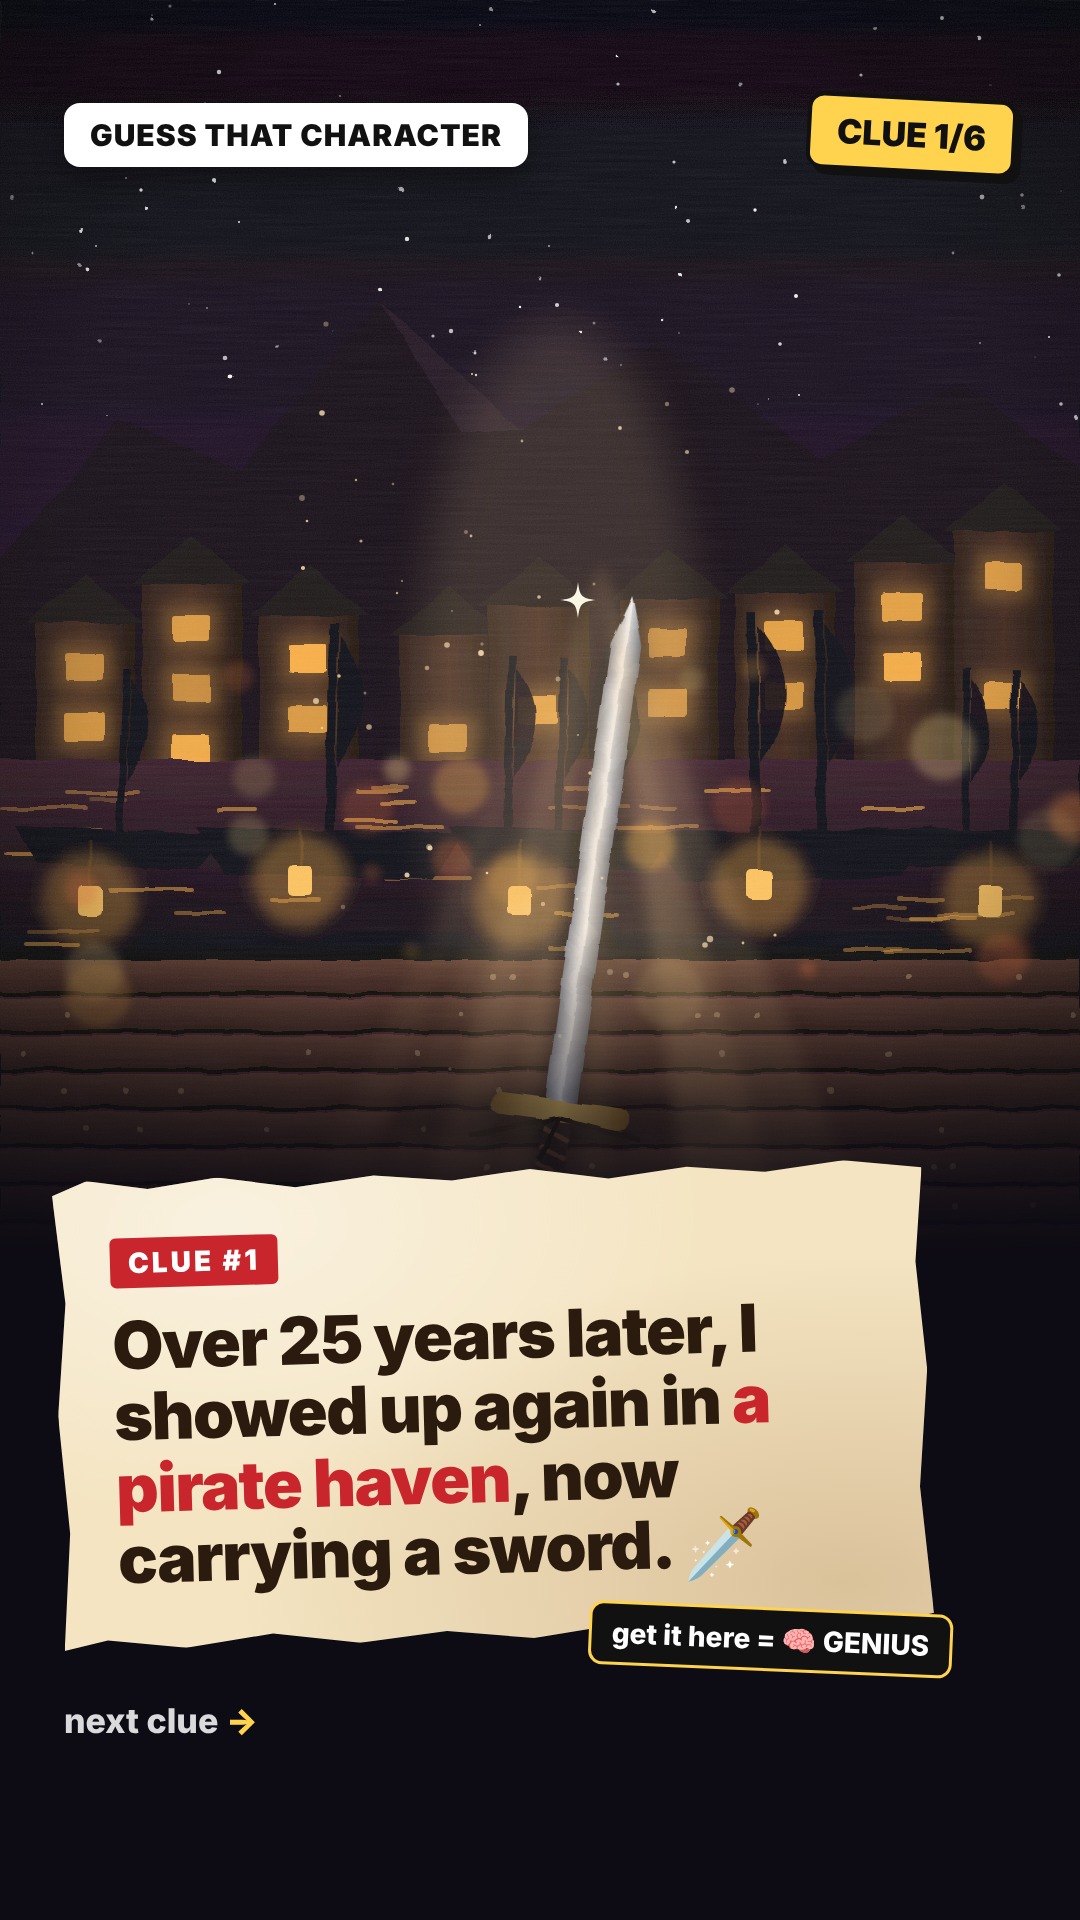 GUESS THAT CHARACTER
CLUE 1/6
CLUE #1
Over 25 years later, I
showed up again in a
pirate haven, now
carrying a sword. 🗡️
get it here = 🧠 GENIUS
next clue →